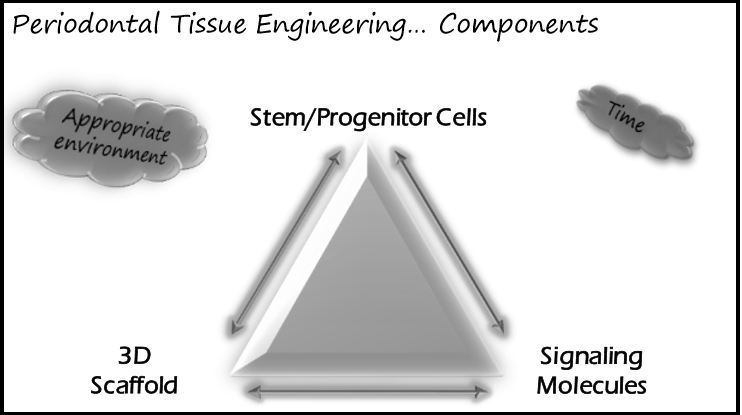 Periodontal Tissue Engineering... Components
Appropriate
environment
Time
Stem/Progenitor Cells
3D
Scaffold
Signaling
Molecules